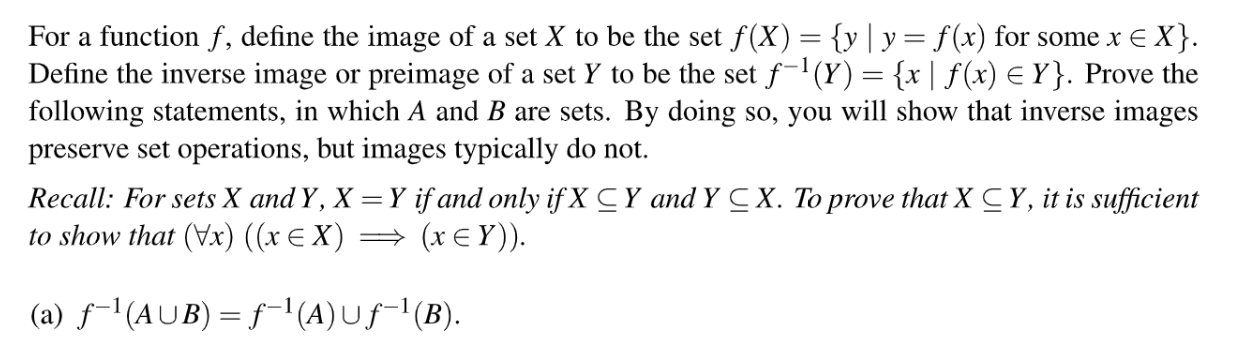 For a function f, define the image of a set X to be the set f(X) = {y | y = f(x) for some x ∈ X}.
Define the inverse image or preimage of a set Y to be the set f⁻¹(Y) = {x | f(x) ∈ Y}. Prove the
following statements, in which A and B are sets. By doing so, you will show that inverse images
preserve set operations, but images typically do not.
Recall: For sets X and Y, X = Y if and only if X ⊆ Y and Y ⊆ X. To prove that X ⊆ Y, it is sufficient
to show that (∀x) ((x ∈ X) ⟹ (x ∈ Y)).
(a) f⁻¹(A ∪ B) = f⁻¹(A) ∪ f⁻¹(B).